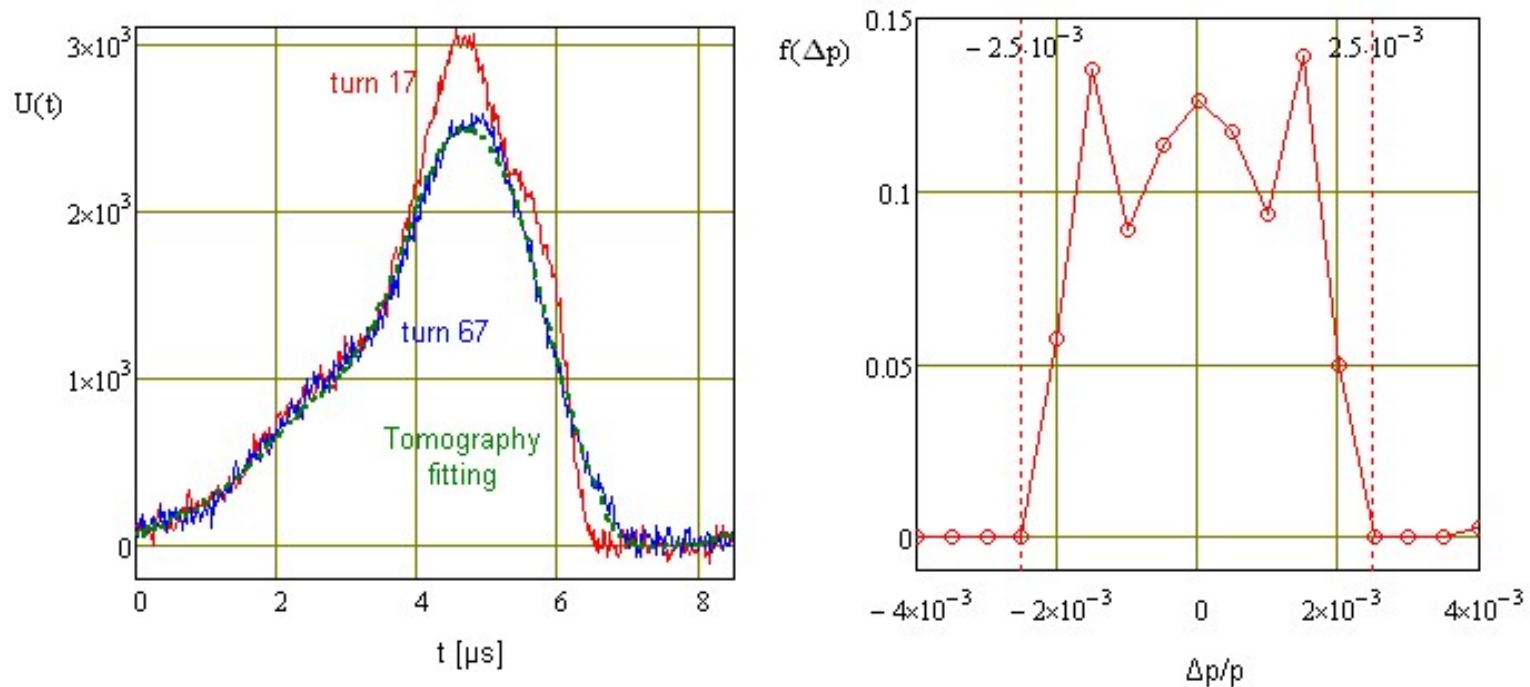 U(t)
3×10³
2×10³
1×10³
0
turn 17
turn 67
Tomography
fitting
0 2 4 6 8
t [µs]
f(Δp)
0.15
0.1
0.05
0
− 2.5·10⁻³ 2.5·10⁻³
− 4×10⁻³ − 2×10⁻³ 0 2×10⁻³ 4×10⁻³
Δp/p